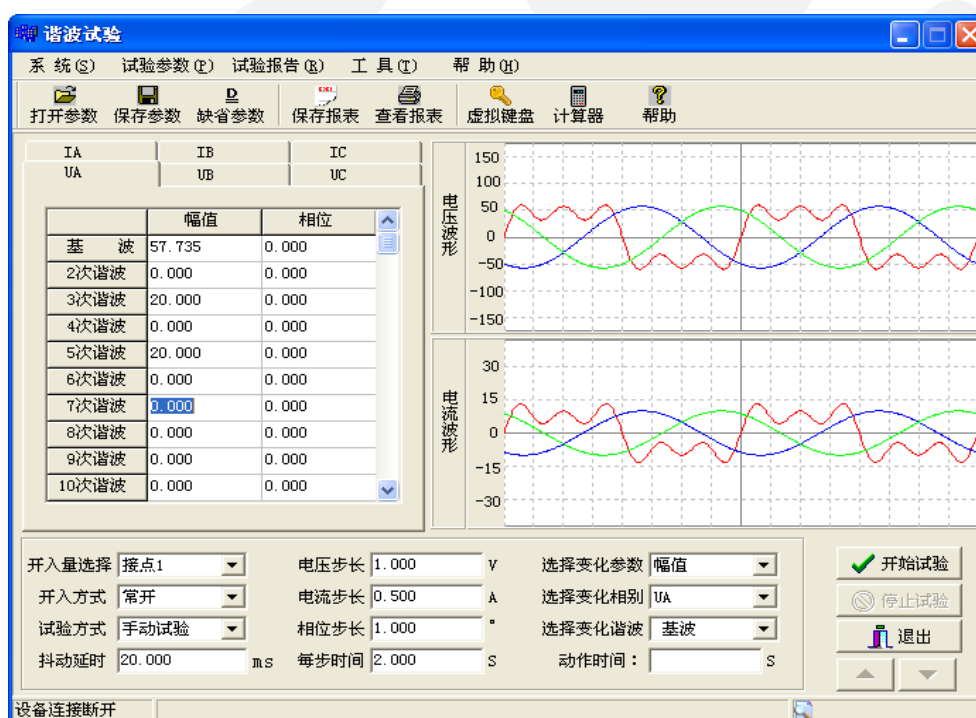 谐波试验
系 统(S) 试验参数(P) 试验报告(R) 工 具(T) 帮 助(H)
打开参数 保存参数 缺省参数 保存报表 查看报表 虚拟键盘 计算器 帮助
IA IB IC
UA UB UC
幅值 相位
基 波 57.735 0.000
2次谐波 0.000 0.000
3次谐波 20.000 0.000
4次谐波 0.000 0.000
5次谐波 20.000 0.000
6次谐波 0.000 0.000
7次谐波 0.000 0.000
8次谐波 0.000 0.000
9次谐波 0.000 0.000
10次谐波 0.000 0.000
电压波形
150
100
50
0
-50
-100
-150
电流波形
30
15
0
-15
-30
开入量选择 接点1 电压步长 1.000 V 选择变化参数 幅值
开入方式 常开 电流步长 0.500 A 选择变化相别 UA
试验方式 手动试验 相位步长 1.000 ° 选择变化谐波 基波
抖动延时 20.000 ms 每步时间 2.000 S 动作时间： S
开始试验
停止试验
退出
设备连接断开